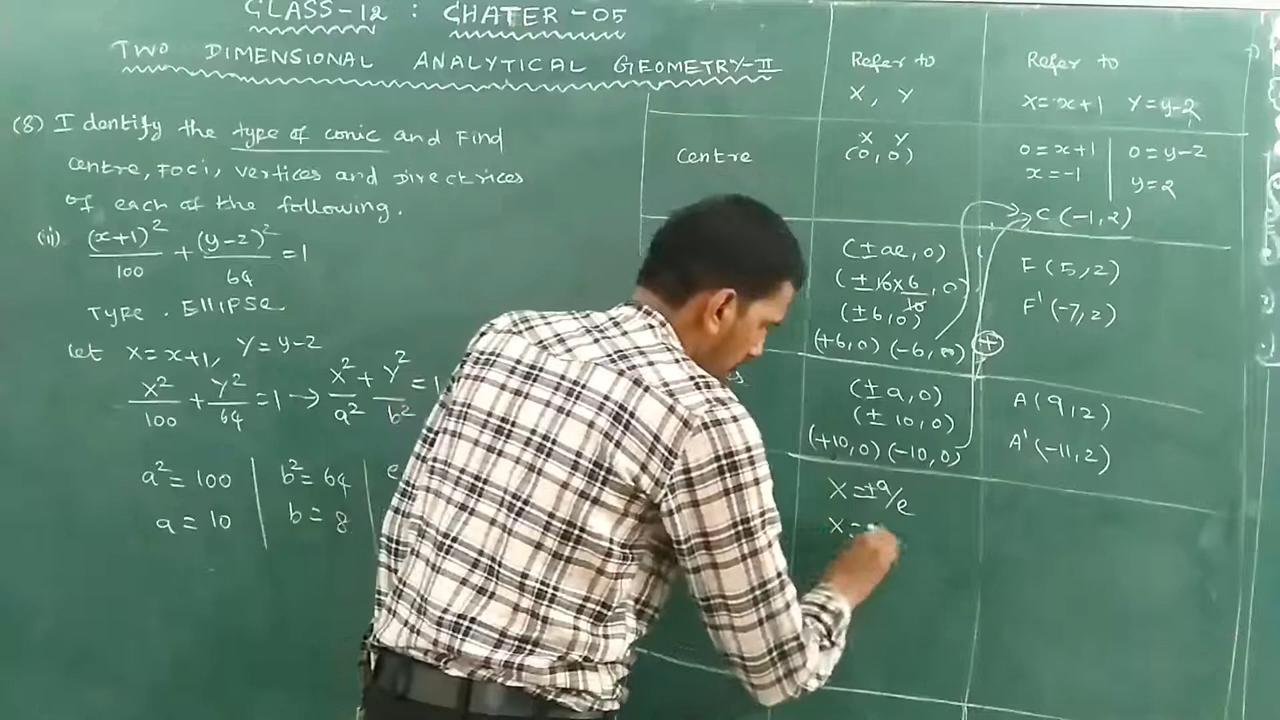 CLASS-12 : CHATER-05
TWO DIMENSIONAL ANALYTICAL GEOMETRY-II
(8) Identify the type of conic and Find
centre, Foci, vertices and Directrices
of each of the following.
(ii) (x+1)²/100 + (y-2)²/64 = 1
TYPE . EllIPSE
let X=x+1, Y=y-2
X²/100 + Y²/64 = 1 → X²/a² + Y²/b² = 1
a² = 100 | b² = 64
a = 10 | b = 8
Refer to
X, Y
Refer to
X=x+1 Y=y-2
Centre
X Y
(0,0)
0=x+1 | 0=y-2
x=-1 | y=2
C(-1,2)
(±ae,0)
(±10×6/10,0)
(±6,0)
(+6,0) (-6,0)
+
F(5,2)
F'(-7,2)
(±a,0)
(±10,0)
(+10,0) (-10,0)
A(9,2)
A'(-11,2)
X=±a/e
X=